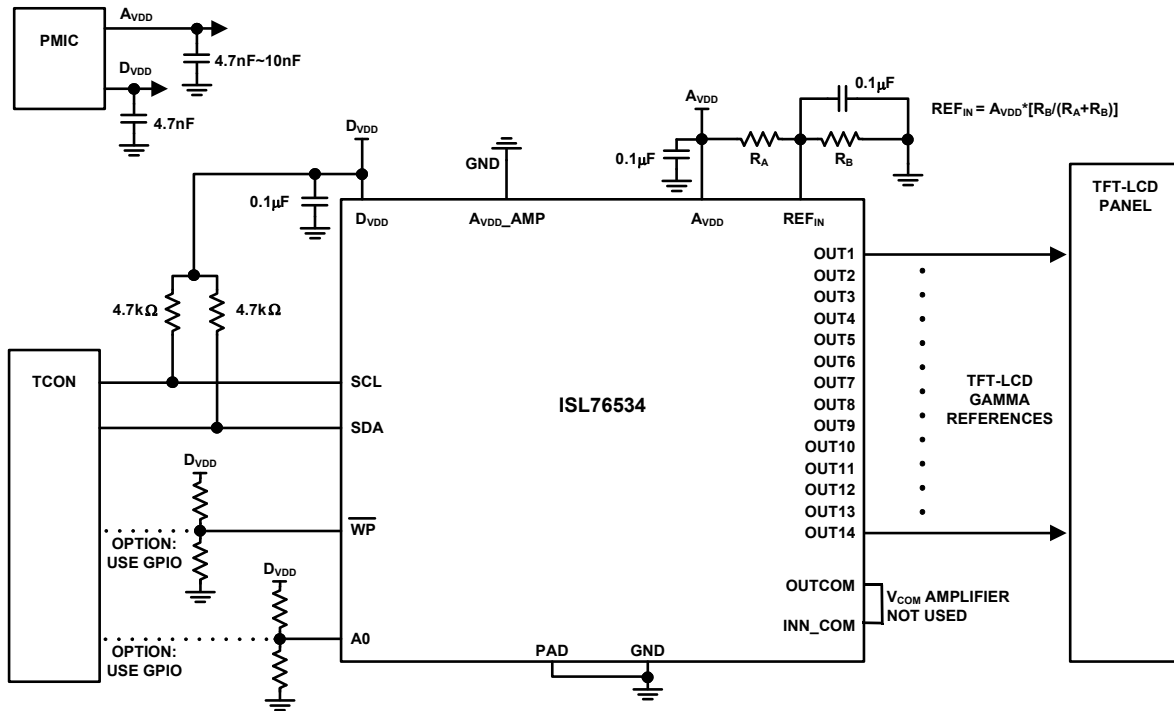 PMIC
AVDD
4.7nF~10nF
DVDD
4.7nF
DVDD
0.1µF
GND
AVDD
0.1µF
RA
0.1µF
RB
REFIN = AVDD*[RB/(RA+RB)]
DVDD
AVDD_AMP
AVDD
REFIN
4.7kΩ
4.7kΩ
TCON
SCL
SDA
DVDD
WP
OPTION:
USE GPIO
DVDD
A0
OPTION:
USE GPIO
ISL76534
PAD
GND
OUT1
OUT2
OUT3
OUT4
OUT5
OUT6
OUT7
OUT8
OUT9
OUT10
OUT11
OUT12
OUT13
OUT14
OUTCOM
INN_COM
VCOM AMPLIFIER
NOT USED
TFT-LCD
GAMMA
REFERENCES
TFT-LCD
PANEL